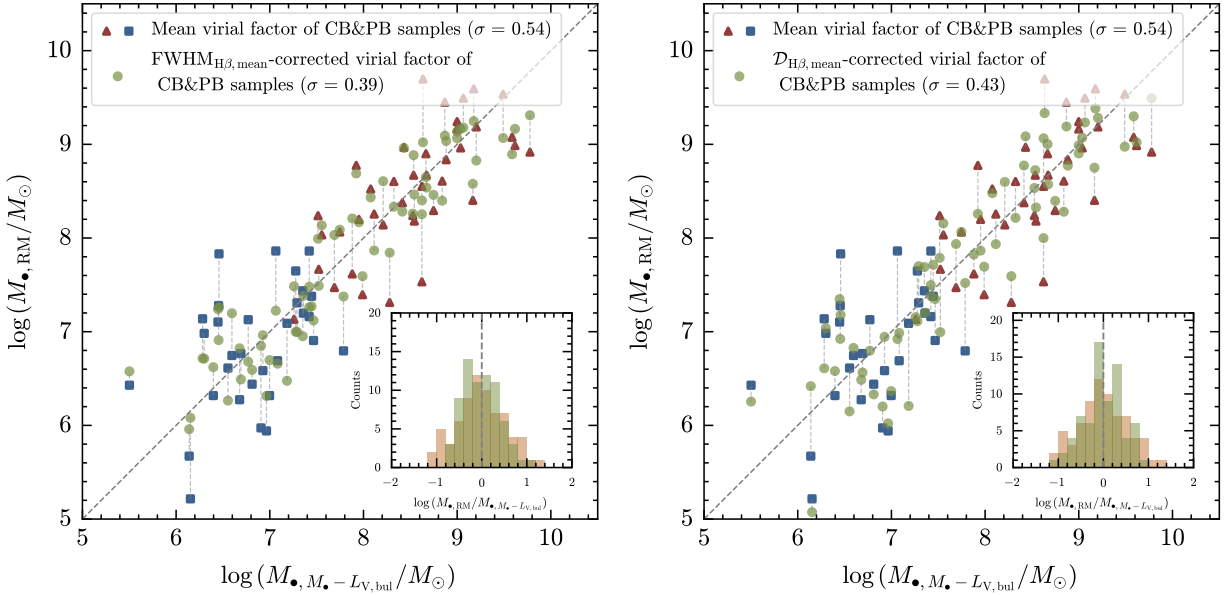 Mean virial factor of CB&PB samples (σ = 0.54)
FWHM_Hβ,mean-corrected virial factor of
CB&PB samples (σ = 0.39)
10
9
8
7
6
5
log (M●,RM/M⊙)
5 6 7 8 9 10
log (M●, M●−L_V,bul/M⊙)
20
15
10
5
0
Counts
−2 −1 0 1 2
log (M●,RM/M●, M●−L_V,bul)
Mean virial factor of CB&PB samples (σ = 0.54)
𝒟_Hβ,mean-corrected virial factor of
CB&PB samples (σ = 0.43)
10
9
8
7
6
5
log (M●,RM/M⊙)
5 6 7 8 9 10
log (M●, M●−L_V,bul/M⊙)
20
15
10
5
0
Counts
−2 −1 0 1 2
log (M●,RM/M●, M●−L_V,bul)